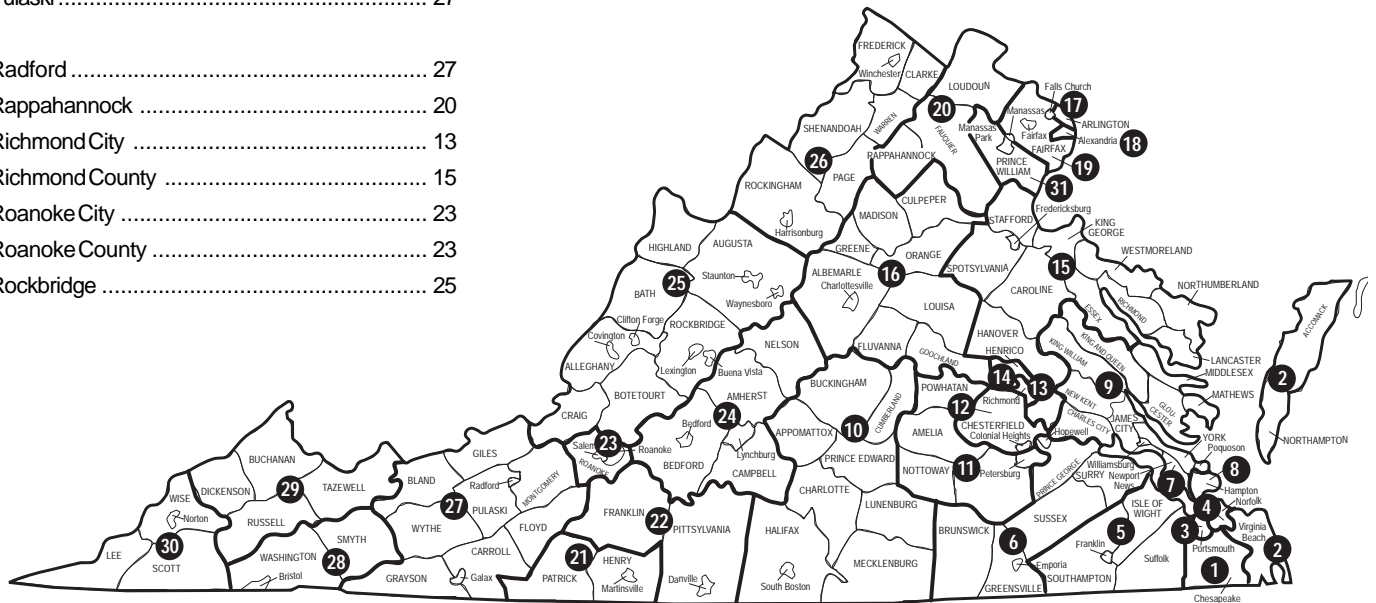 ulaski ........................................................... 27
Radford ........................................................ 27
Rappahannock ............................................ 20
Richmond City ............................................. 13
Richmond County ........................................ 15
Roanoke City ............................................... 23
Roanoke County .......................................... 23
Rockbridge .................................................. 25
FREDERICK
Winchester
CLARKE
LOUDOUN
Falls Church
17
20
Manassas
ARLINGTON
SHENANDOAH
WARREN
FAUQUIER
Manassas
Park
Fairfax
Alexandria
18
FAIRFAX
26
RAPPAHANNOCK
19
PRINCE
WILLIAM
ROCKINGHAM
PAGE
31
CULPEPER
Fredericksburg
MADISON
STAFFORD
Harrisonburg
KING
GEORGE
HIGHLAND
AUGUSTA
GREENE
ORANGE
WESTMORELAND
ALBEMARLE
16
SPOTSYLVANIA
15
Staunton
Charlottesville
25
CAROLINE
NORTHUMBERLAND
BATH
Waynesboro
LOUISA
ESSEX
RICHMOND
ACCOMACK
Clifton Forge
ROCKBRIDGE
Covington
HANOVER
NELSON
KING WILLIAM
KING AND QUEEN
FLUVANNA
GOOCHLAND
HENRICO
LANCASTER
ALLEGHANY
Lexington
Buena Vista
MIDDLESEX
14
13
9
2
BUCKINGHAM
POWHATAN
NEW KENT
MATHEWS
BOTETOURT
AMHERST
CUMBERLAND
12
Richmond
GLOU-
CESTER
CRAIG
24
CHARLES CITY
JAMES
CITY
CHESTERFIELD
Bedford
APPOMATTOX
10
AMELIA
Colonial Heights
Hopewell
YORK
NORTHAMPTON
23
Salem
Roanoke
Lynchburg
Poquoson
GILES
ROANOKE
PRINCE EDWARD
11
BUCHANAN
BEDFORD
CAMPBELL
NOTTOWAY
Petersburg
PRINCE GEORGE
Williamsburg
8
SURRY
Newport
News
BLAND
Radford
MONTGOMERY
7
Hampton
DICKENSON
29
TAZEWELL
CHARLOTTE
Norfolk
WISE
27
PULASKI
LUNENBURG
ISLE OF
WIGHT
4
Norton
FRANKLIN
22
SUSSEX
Virginia
Beach
RUSSELL
WYTHE
FLOYD
PITTSYLVANIA
HALIFAX
BRUNSWICK
5
3
SMYTH
6
30
WASHINGTON
CARROLL
Franklin
Portsmouth
2
LEE
28
21
HENRY
Emporia
Suffolk
SCOTT
MECKLENBURG
1
Bristol
GRAYSON
Galax
PATRICK
Martinsville
Danville
South Boston
SOUTHAMPTON
GREENSVILLE
Chesapeake